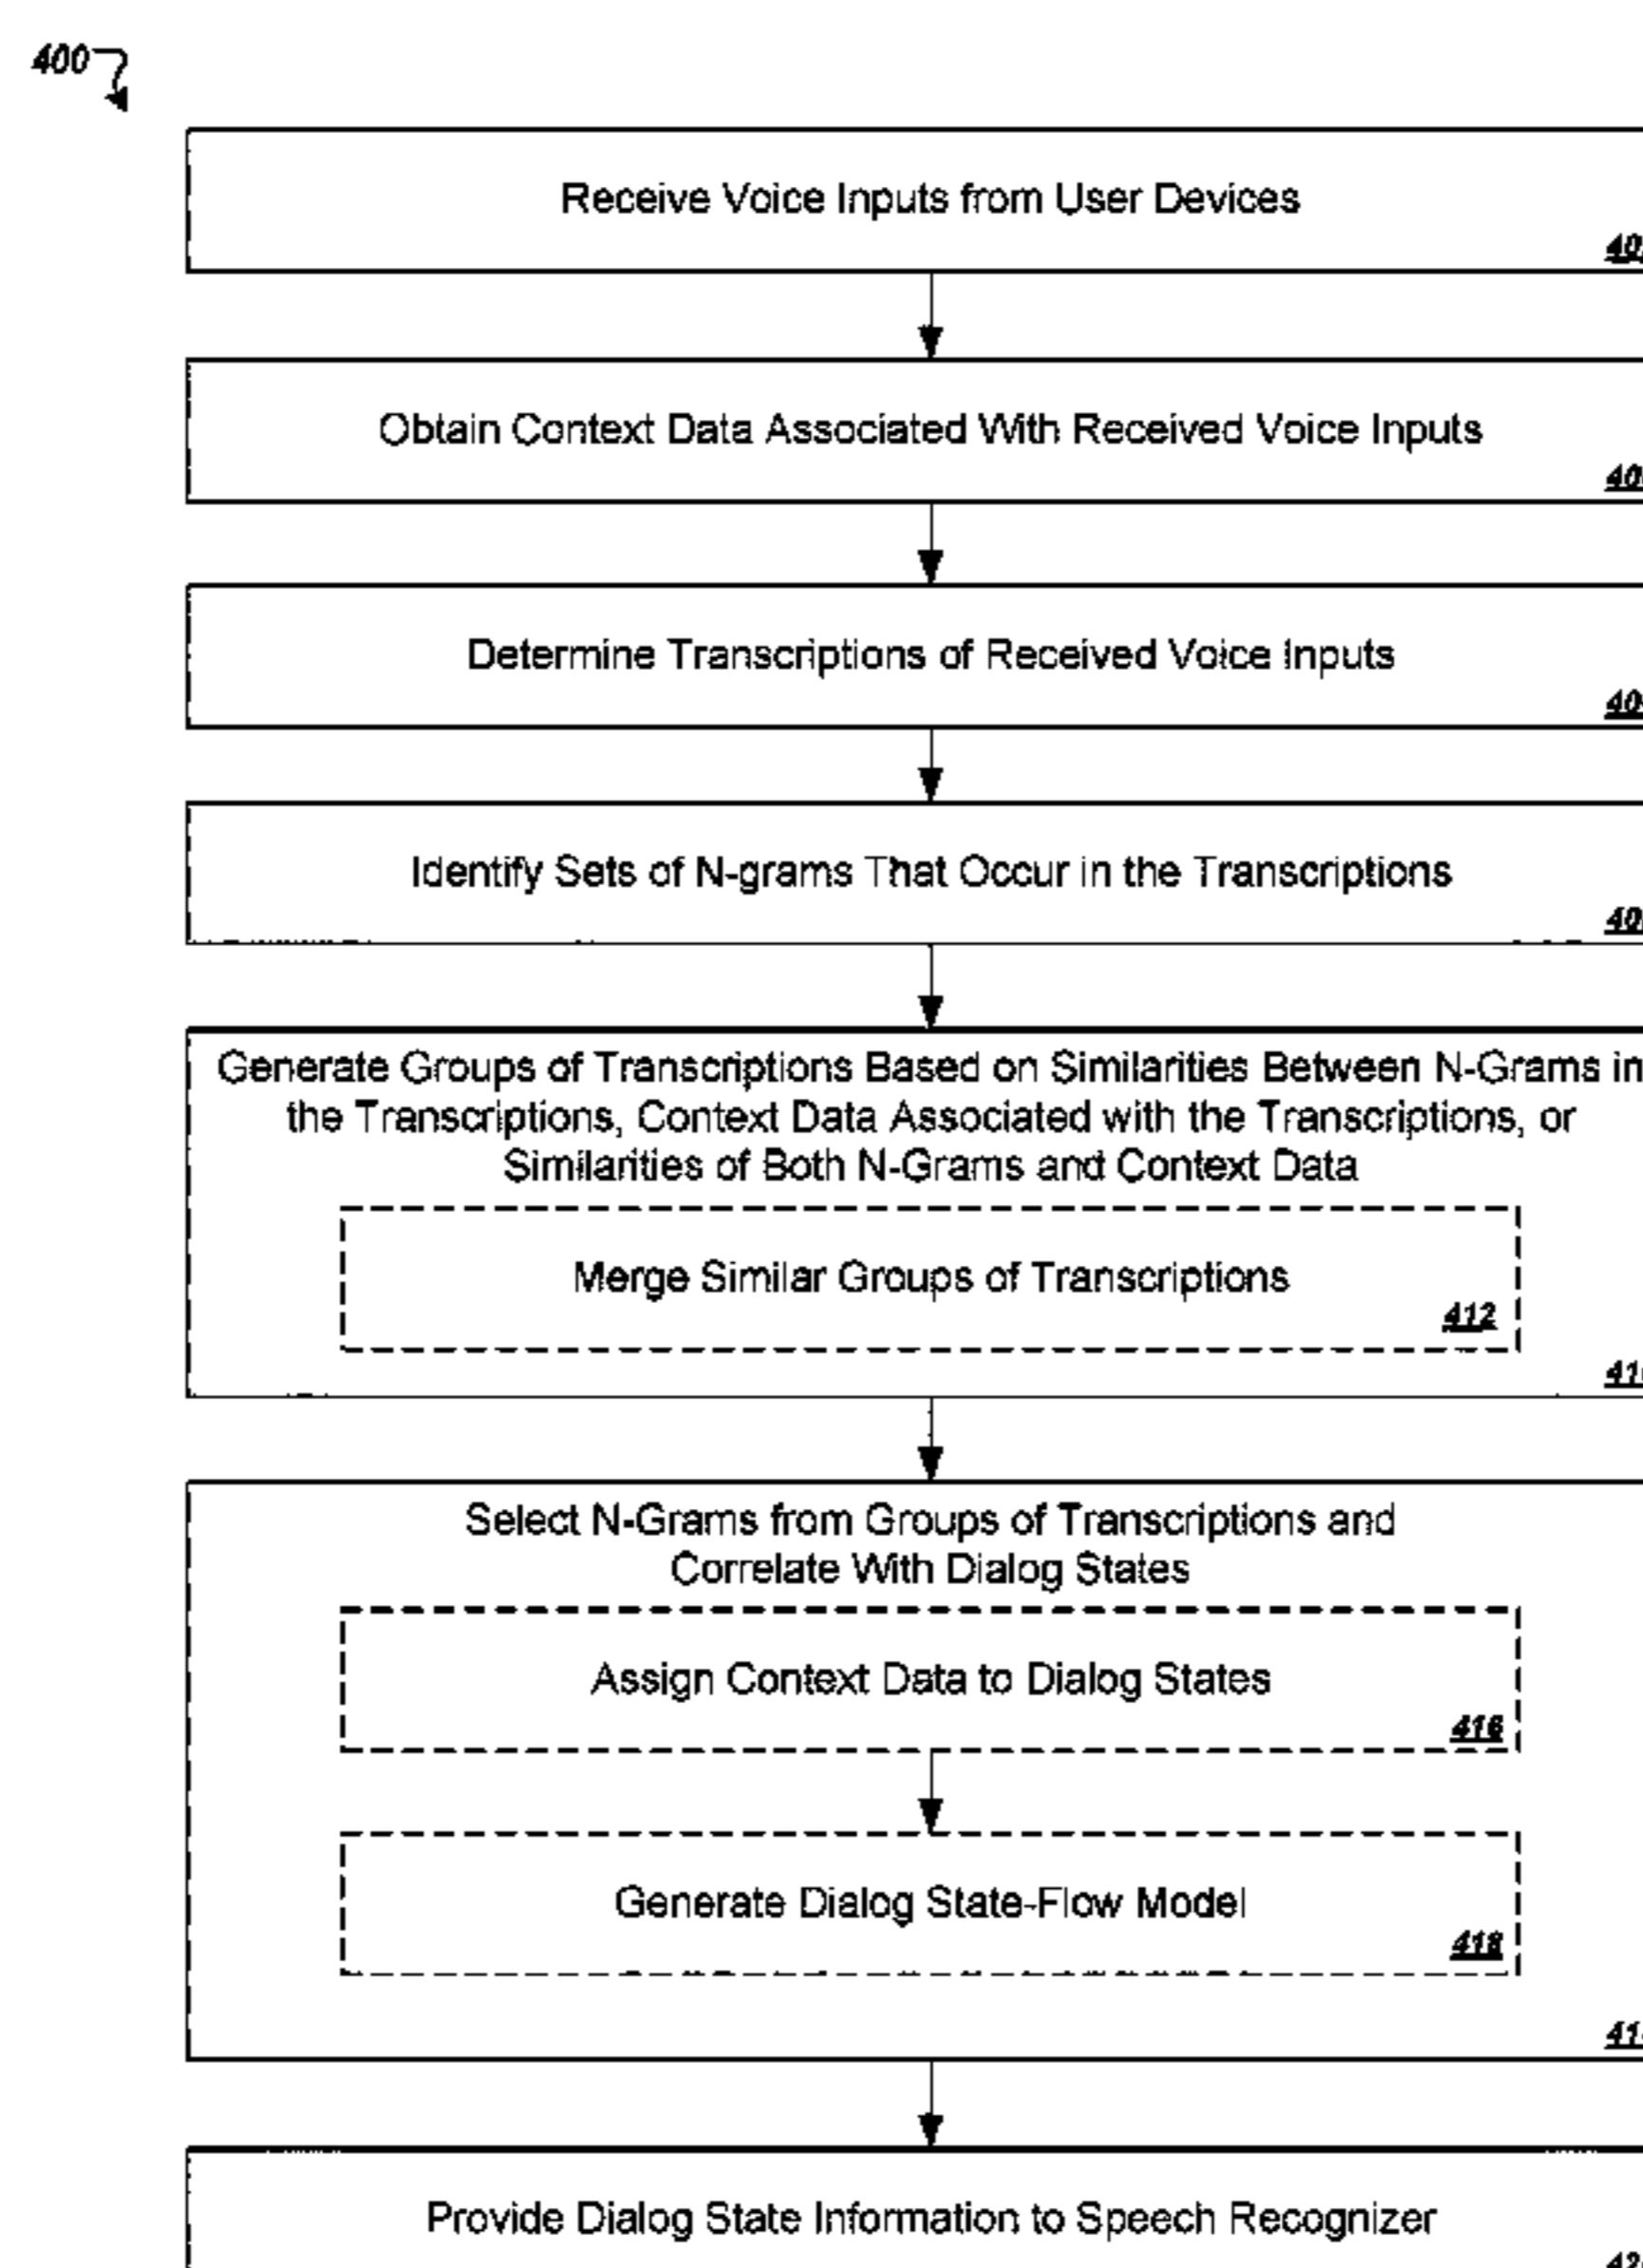 400
Receive Voice Inputs from User Devices
Obtain Context Data Associated With Received Voice Inputs
Determine Transcriptions of Received Voice Inputs
Identify Sets of N-grams That Occur in the Transcriptions
Generate Groups of Transcriptions Based on Similarities Between N-Grams in
the Transcriptions, Context Data Associated with the Transcriptions, or
Similarities of Both N-Grams and Context Data
Merge Similar Groups of Transcriptions
412
Select N-Grams from Groups of Transcriptions and
Correlate With Dialog States
Assign Context Data to Dialog States
416
Generate Dialog State-Flow Model
418
Provide Dialog State Information to Speech Recognizer